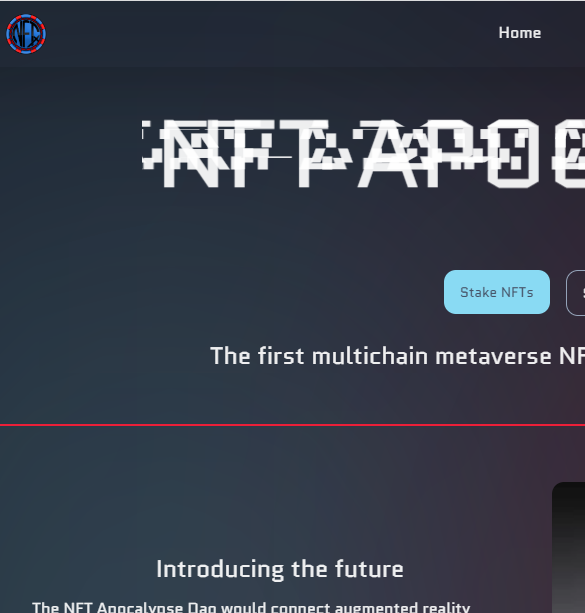 Home
NFT APO
Stake NFTs
The first multichain metaverse NF
Introducing the future
The NFT Apocalypse Dao would connect augmented reality